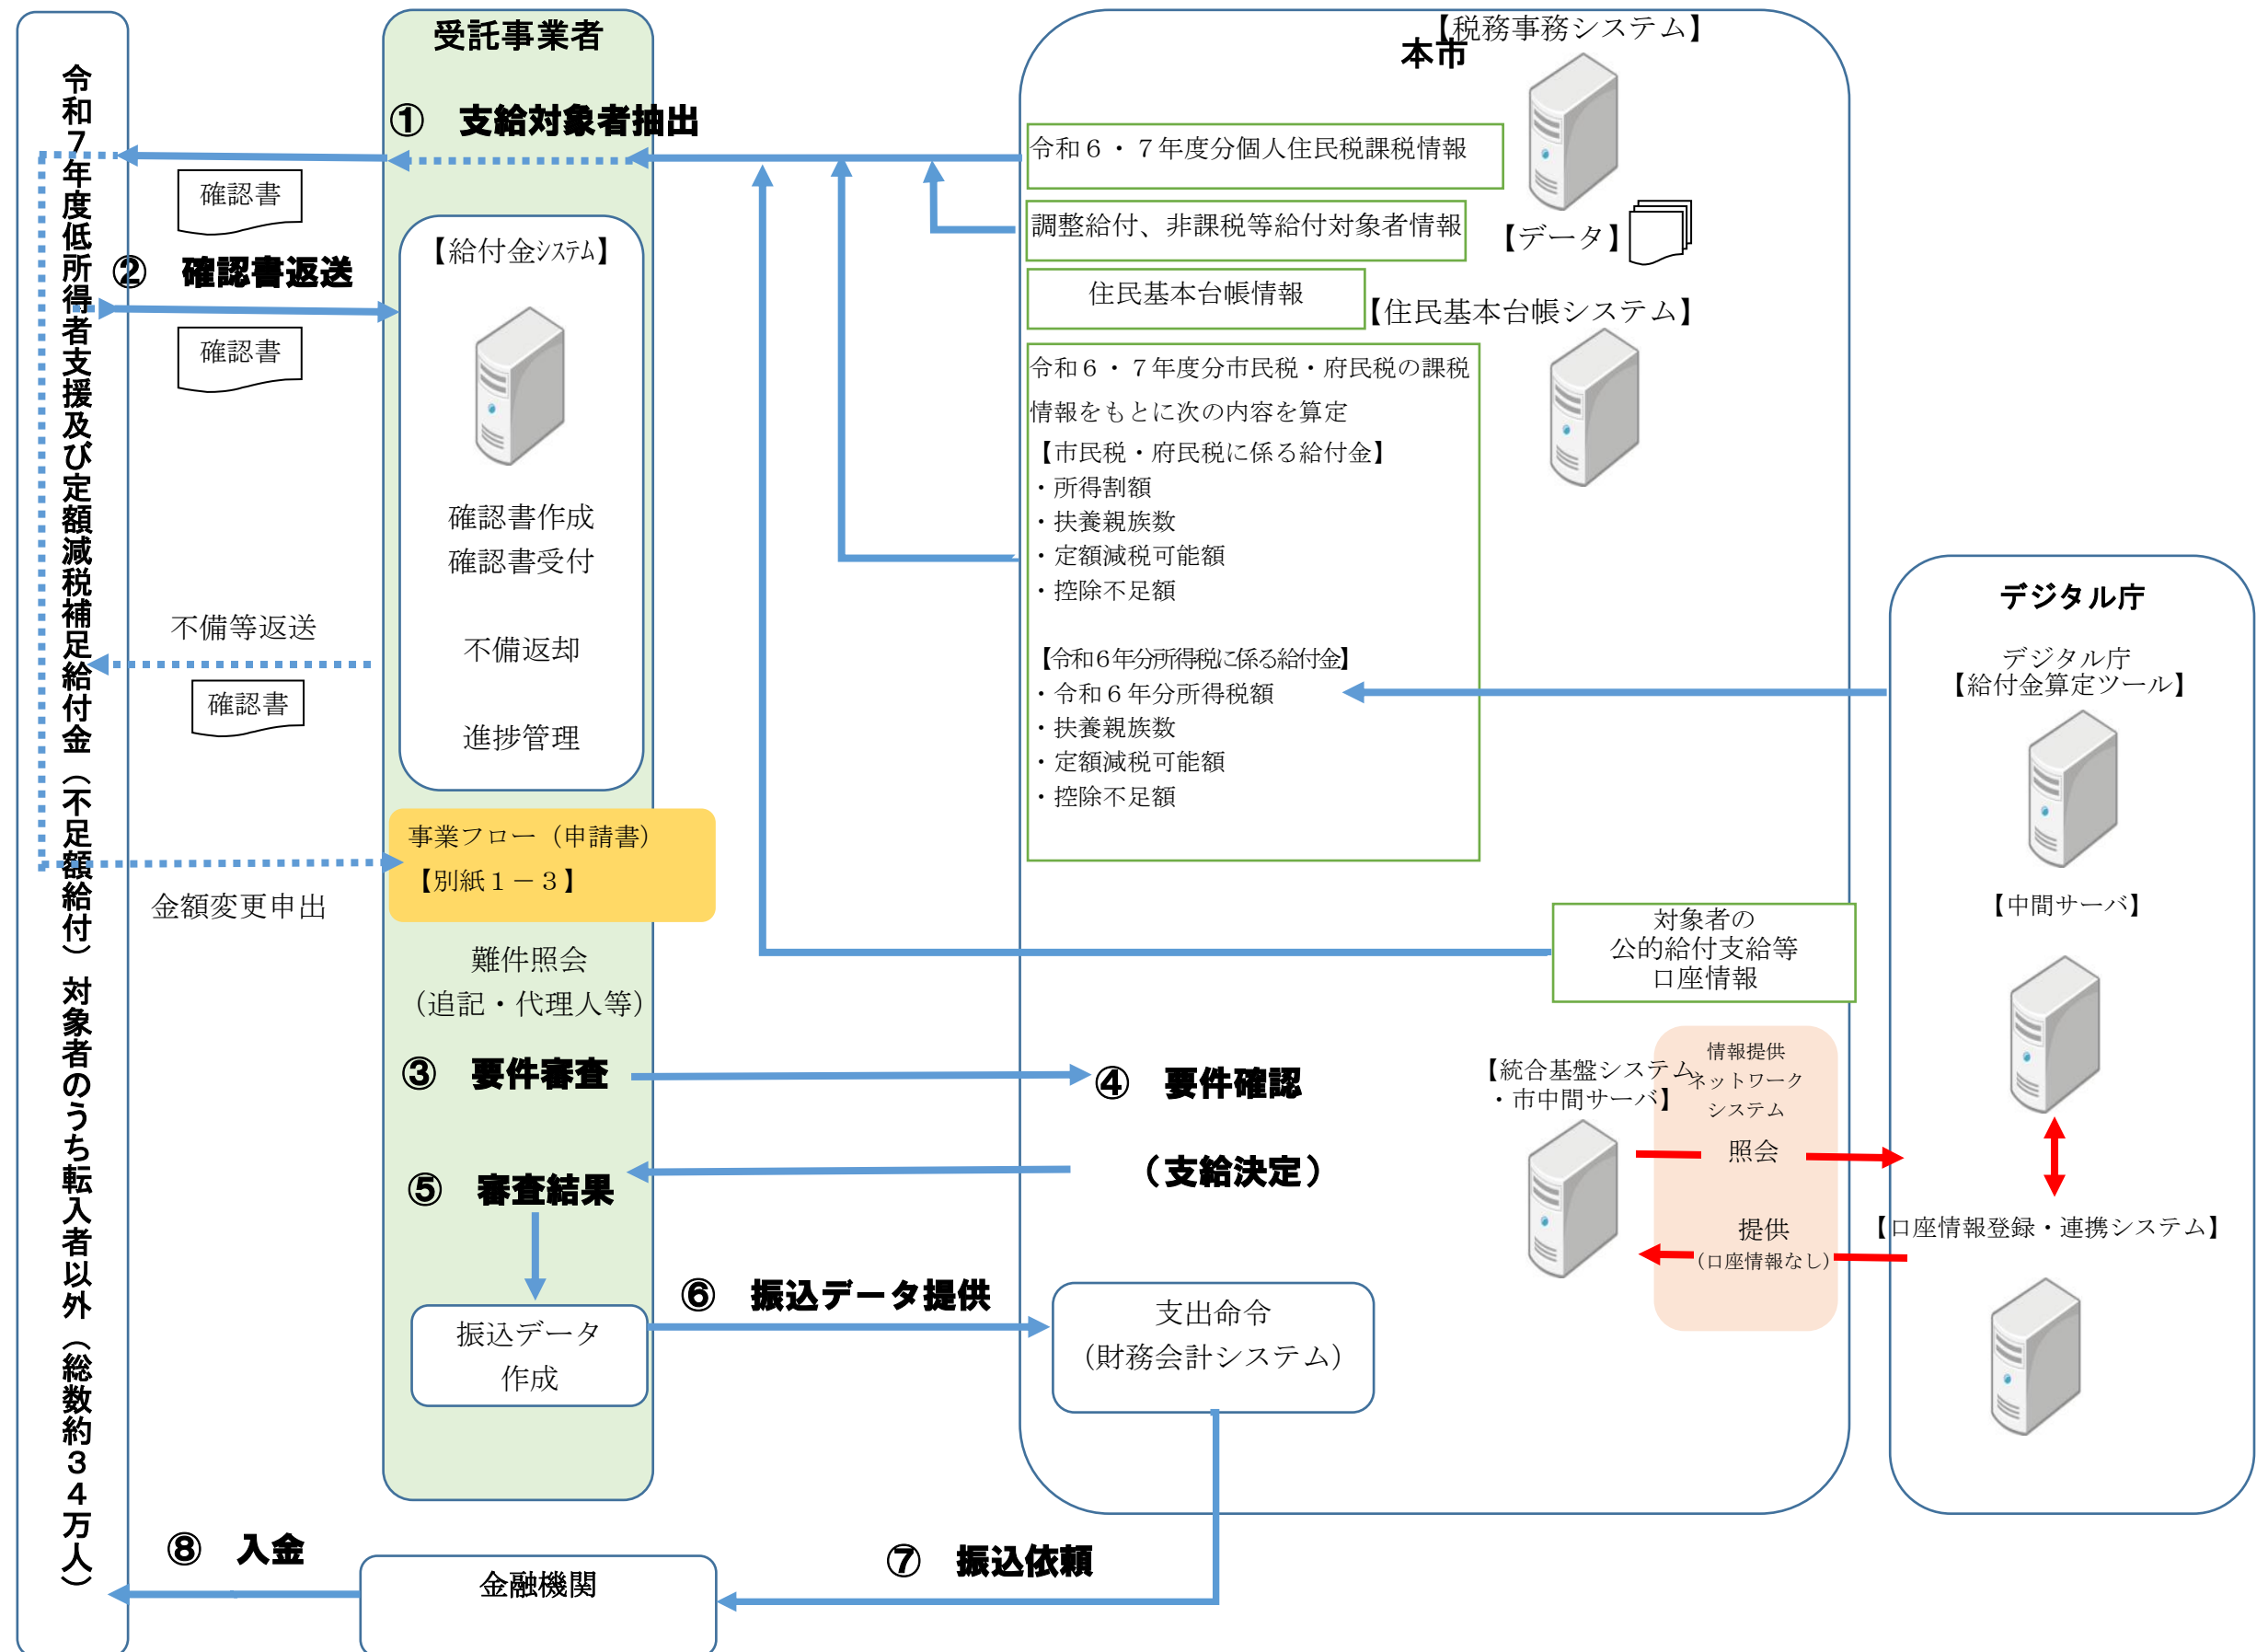 令和７年度低所得者支援及び定額減税補足給付金（不足額給付）対象者のうち転入者以外（総数約３４万人）
受託事業者
① 支給対象者抽出
確認書
② 確認書返送
確認書
【給付金システム】
確認書作成
確認書受付
不備返却
進捗管理
不備等返送
確認書
事業フロー（申請書）
【別紙１－３】
金額変更申出
難件照会
（追記・代理人等）
③ 要件審査
⑤ 審査結果
振込データ
作成
本市
【税務事務システム】
令和６・７年度分個人住民税課税情報
調整給付、非課税等給付対象者情報
【データ】
住民基本台帳情報
【住民基本台帳システム】
令和６・７年度分市民税・府民税の課税
情報をもとに次の内容を算定
【市民税・府民税に係る給付金】
・所得割額
・扶養親族数
・定額減税可能額
・控除不足額
【令和６年分所得税に係る給付金】
・令和６年分所得税額
・扶養親族数
・定額減税可能額
・控除不足額
対象者の
公的給付支給等
口座情報
④ 要件確認
（支給決定）
【統合基盤システム
・市中間サーバ】
情報提供
ネットワーク
システム
照会
提供
（口座情報なし）
⑥ 振込データ提供
支出命令
（財務会計システム）
デジタル庁
デジタル庁
【給付金算定ツール】
【中間サーバ】
【口座情報登録・連携システム】
⑦ 振込依頼
金融機関
⑧ 入金